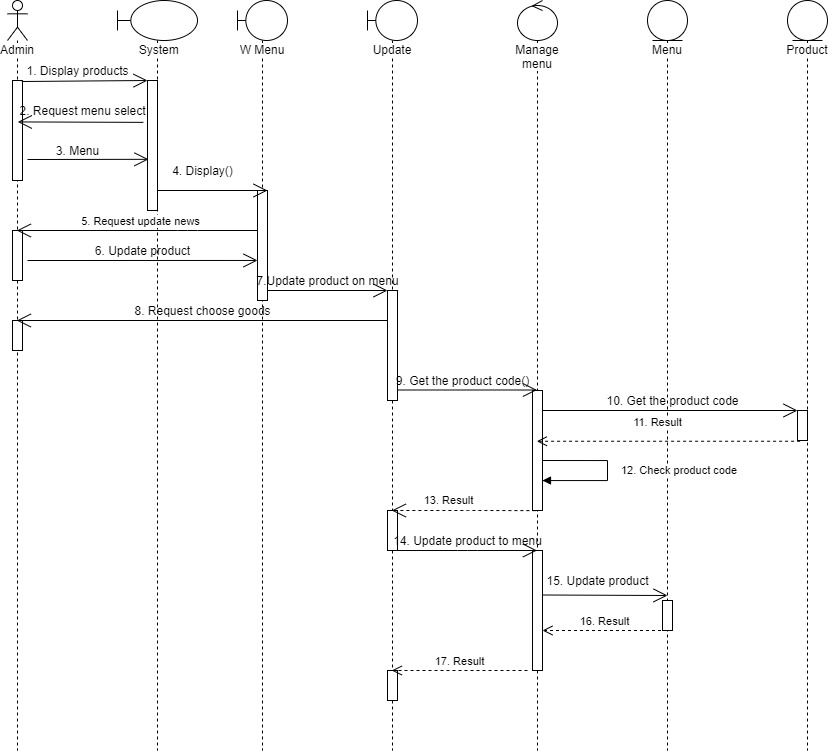 Admin
System
W Menu
Update
Manage
menu
Menu
Product
1. Display products
2. Request menu select
3. Menu
4. Display()
5. Request update news
6. Update product
7.Update product on menu
8. Request choose goods
9. Get the product code()
10. Get the product code
11. Result
12. Check product code
13. Result
14. Update product to menu
15. Update product
16. Result
17. Result